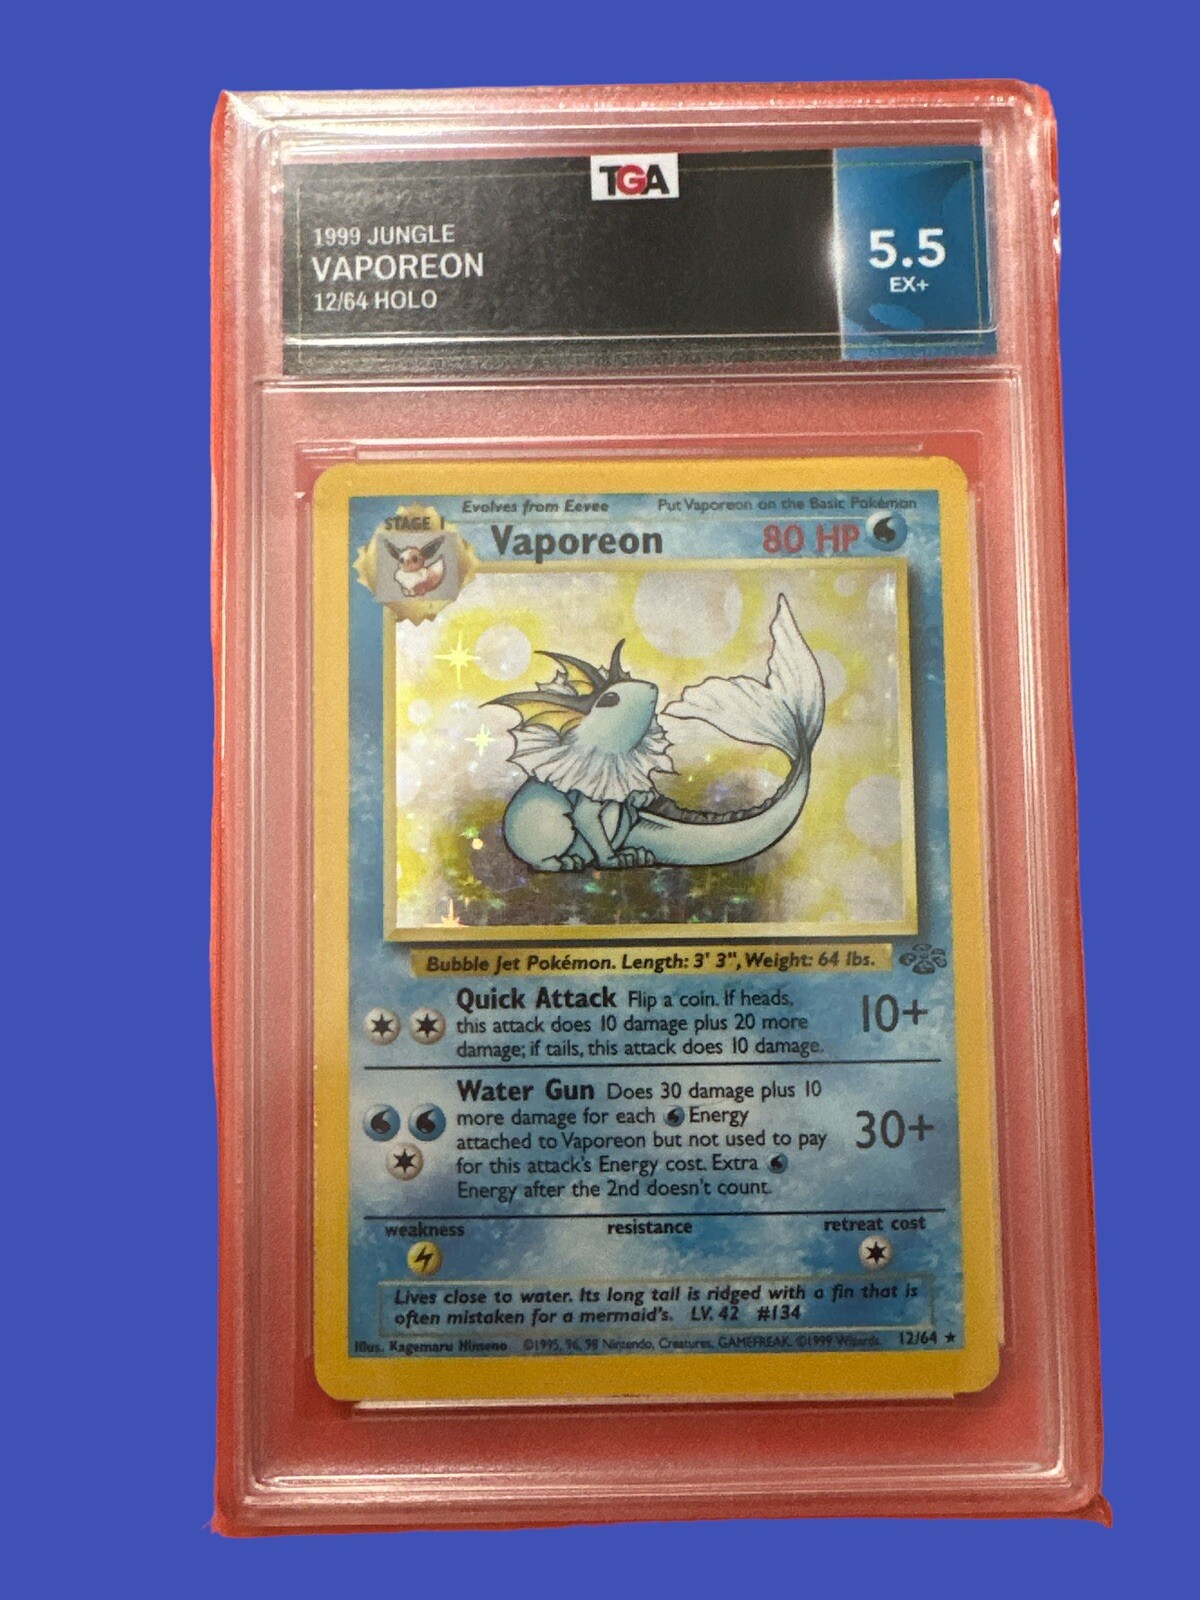 TGA
1999 JUNGLE
VAPOREON
12/64 HOLO
5.5
EX+
Evolves from Eevee
Put Vaporeon on the Basic Pokémon
STAGE 1
Vaporeon
80 HP
Bubble Jet Pokémon. Length: 3' 3", Weight: 64 lbs.
Quick Attack Flip a coin. If heads,
this attack does 10 damage plus 20 more
damage; if tails, this attack does 10 damage.
10+
Water Gun Does 30 damage plus 10
more damage for each Energy
attached to Vaporeon but not used to pay
for this attack's Energy cost. Extra
Energy after the 2nd doesn't count.
30+
weakness
resistance
retreat cost
Lives close to water. Its long tail is ridged with a fin that is
often mistaken for a mermaid's. LV. 42 #134
Illus. Kagemaru Himeno ©1995, 96, 98 Nintendo, Creatures, GAMEFREAK. ©1999 Wizards. 12/64 ★